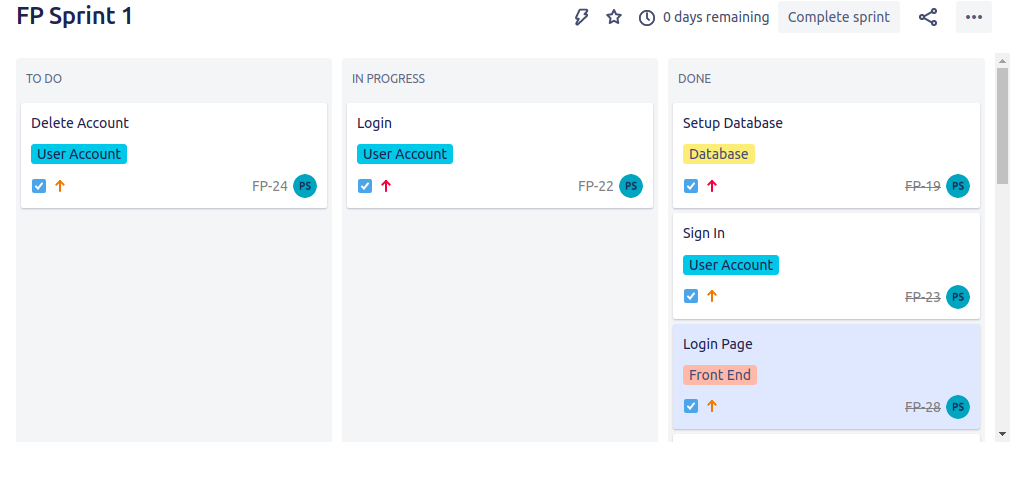 FP Sprint 1
0 days remaining
Complete sprint
TO DO
Delete Account
User Account
FP-24
PS
IN PROGRESS
Login
User Account
FP-22
PS
DONE
Setup Database
Database
FP-19
PS
Sign In
User Account
FP-23
PS
Login Page
Front End
FP-28
PS